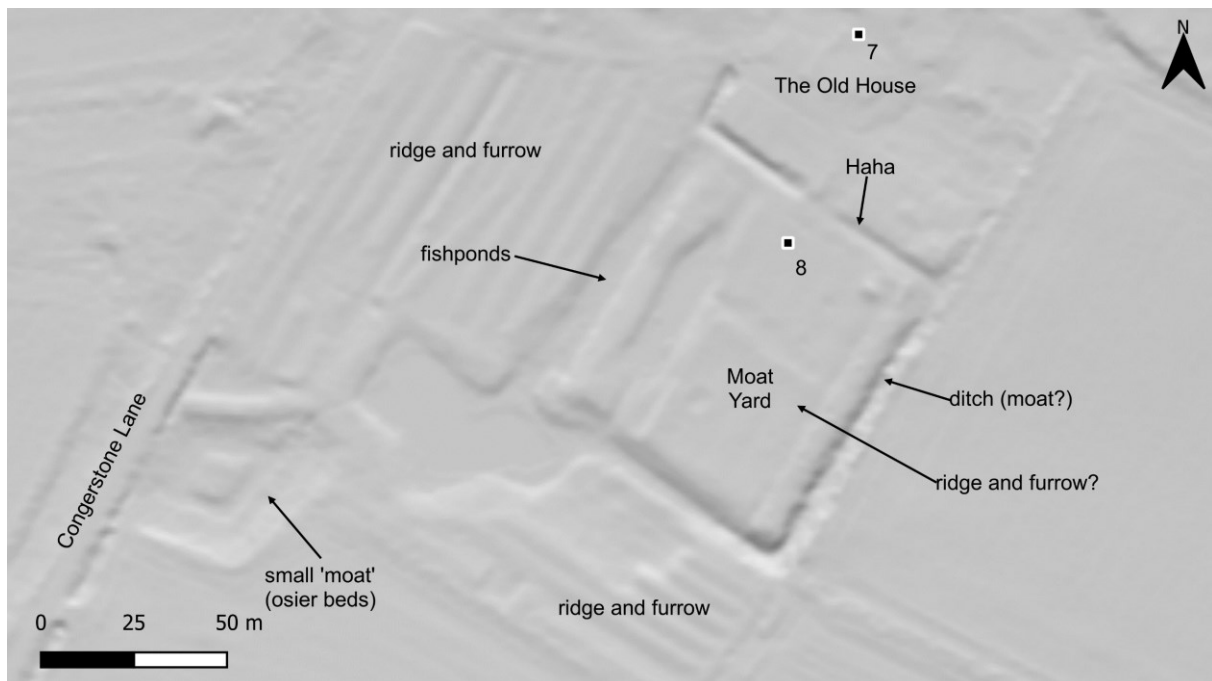 N
7
The Old House
ridge and furrow
Haha
fishponds
8
Moat
Yard
ditch (moat?)
Congerstone Lane
ridge and furrow?
small 'moat'
(osier beds)
ridge and furrow
0 25 50 m